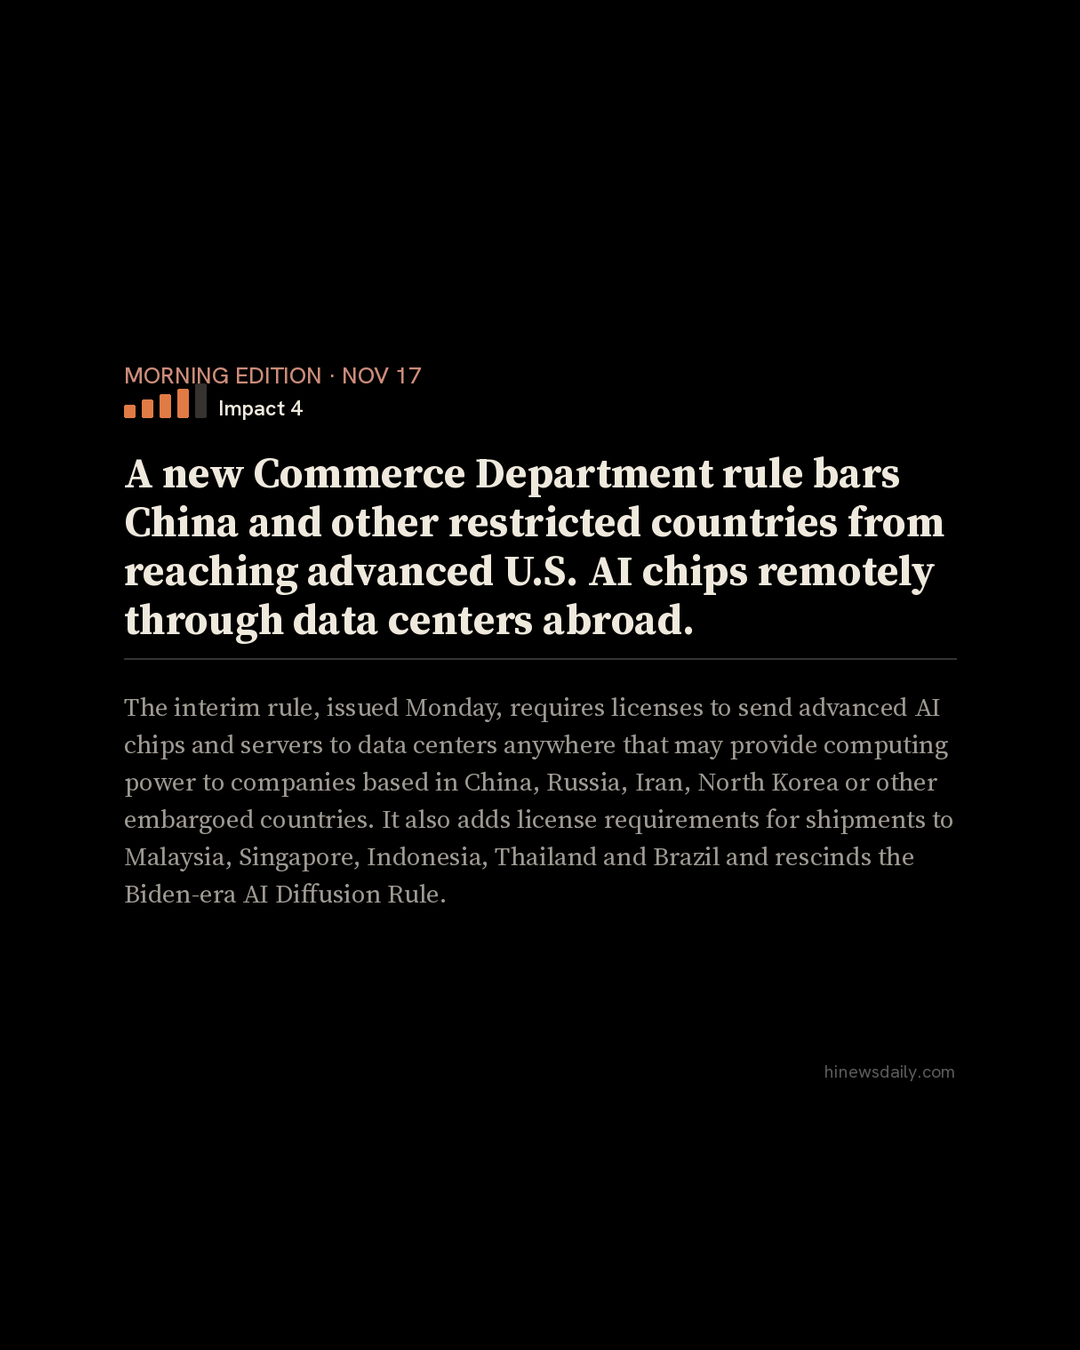 MORNING EDITION · NOV 17
Impact 4
A new Commerce Department rule bars
China and other restricted countries from
reaching advanced U.S. AI chips remotely
through data centers abroad.
The interim rule, issued Monday, requires licenses to send advanced AI
chips and servers to data centers anywhere that may provide computing
power to companies based in China, Russia, Iran, North Korea or other
embargoed countries. It also adds license requirements for shipments to
Malaysia, Singapore, Indonesia, Thailand and Brazil and rescinds the
Biden-era AI Diffusion Rule.
hinewsdaily.com